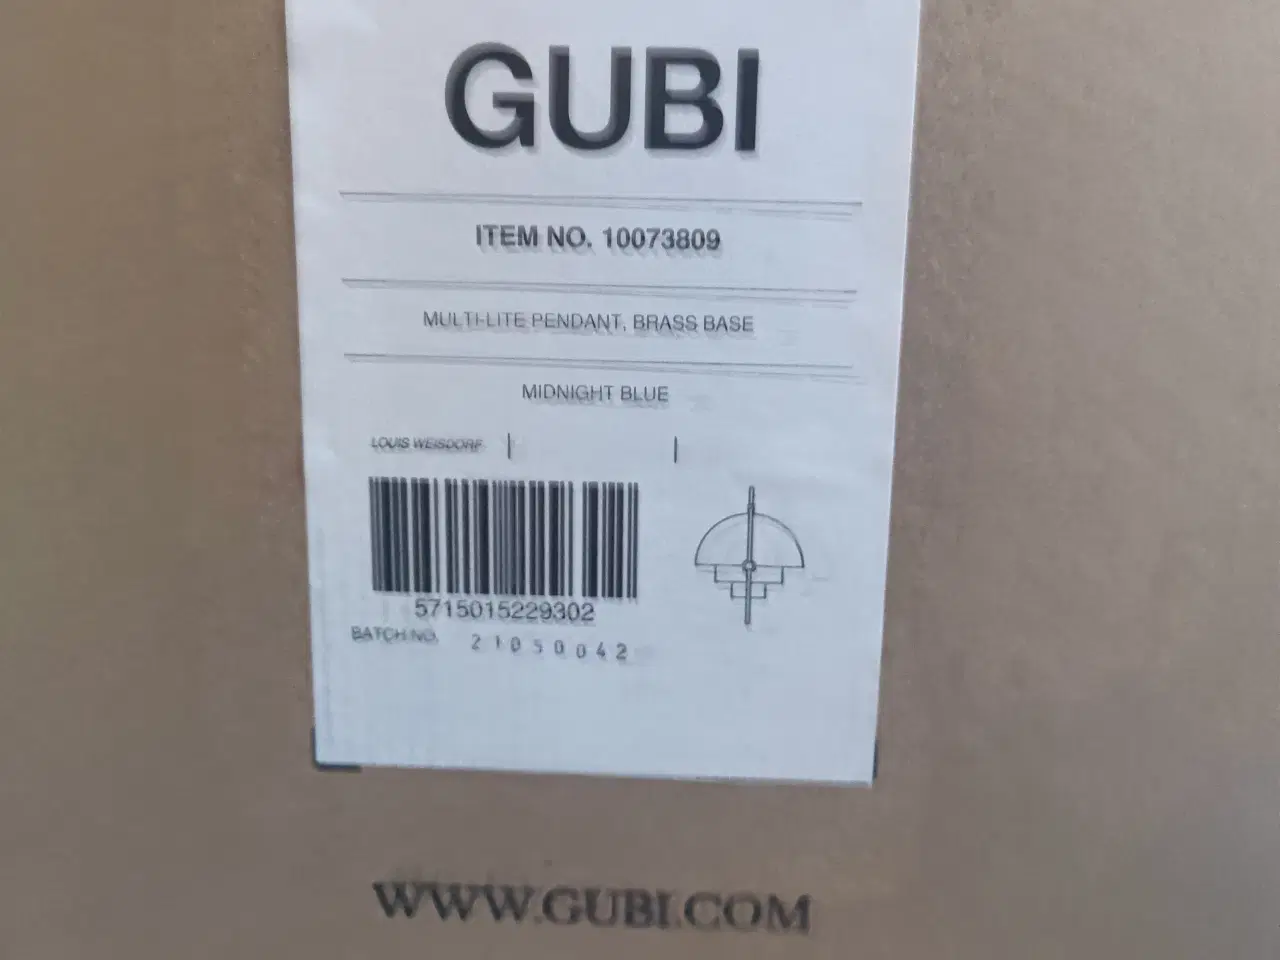 GUBI
ITEM NO. 10073809
MULTI-LITE PENDANT, BRASS BASE
MIDNIGHT BLUE
LOUIS WEISDORF
5715015229302
BATCH NO. 21050042
WWW.GUBI.COM